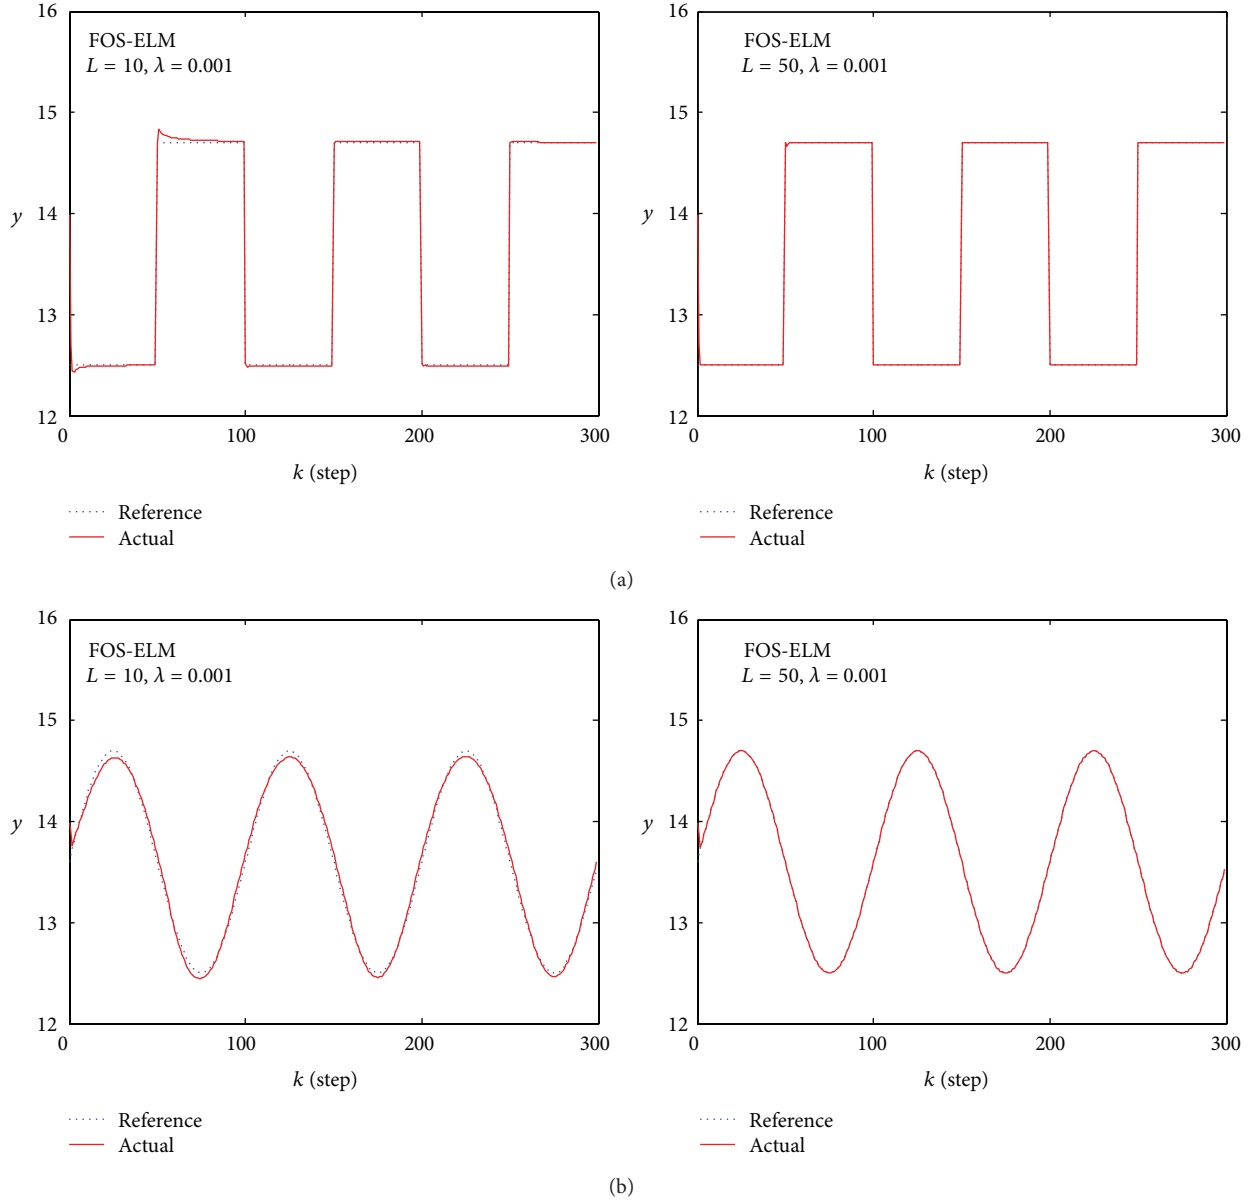 16
FOS-ELM
L = 10, λ = 0.001
15
14
y
13
12
0
100
200
300
k (step)
Reference
Actual
16
FOS-ELM
L = 50, λ = 0.001
15
14
y
13
12
0
100
200
300
k (step)
Reference
Actual
(a)
16
FOS-ELM
L = 10, λ = 0.001
15
14
y
13
12
0
100
200
300
k (step)
Reference
Actual
16
FOS-ELM
L = 50, λ = 0.001
15
14
y
13
12
0
100
200
300
k (step)
Reference
Actual
(b)